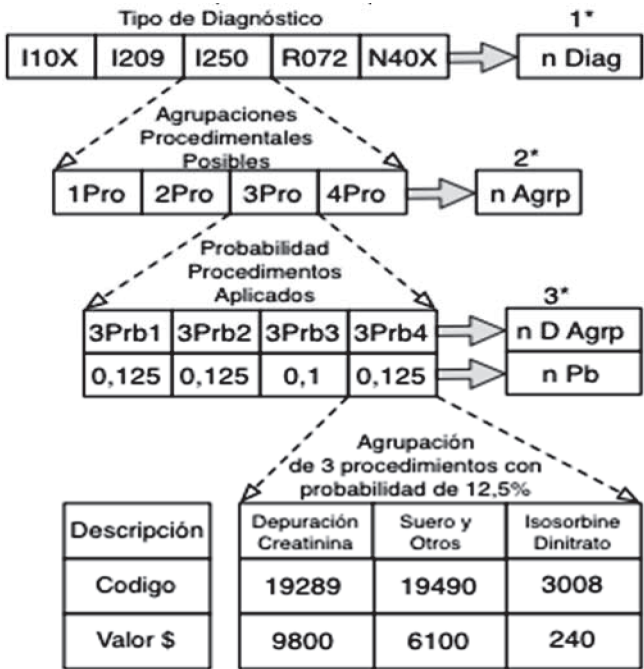 Tipo de Diagnóstico
1*
I10X I209 I250 R072 N40X n Diag
Agrupaciones
Procedimentales
Posibles
2*
1Pro 2Pro 3Pro 4Pro n Agrp
Probabilidad
Procedimentos
Aplicados
3*
3Prb1 3Prb2 3Prb3 3Prb4 n D Agrp
0,125 0,125 0,1 0,125 n Pb
Agrupación
de 3 procedimientos con
probabilidad de 12,5%
Descripción Depuración Creatinina Suero y Otros Isosorbine Dinitrato
Codigo 19289 19490 3008
Valor $ 9800 6100 240